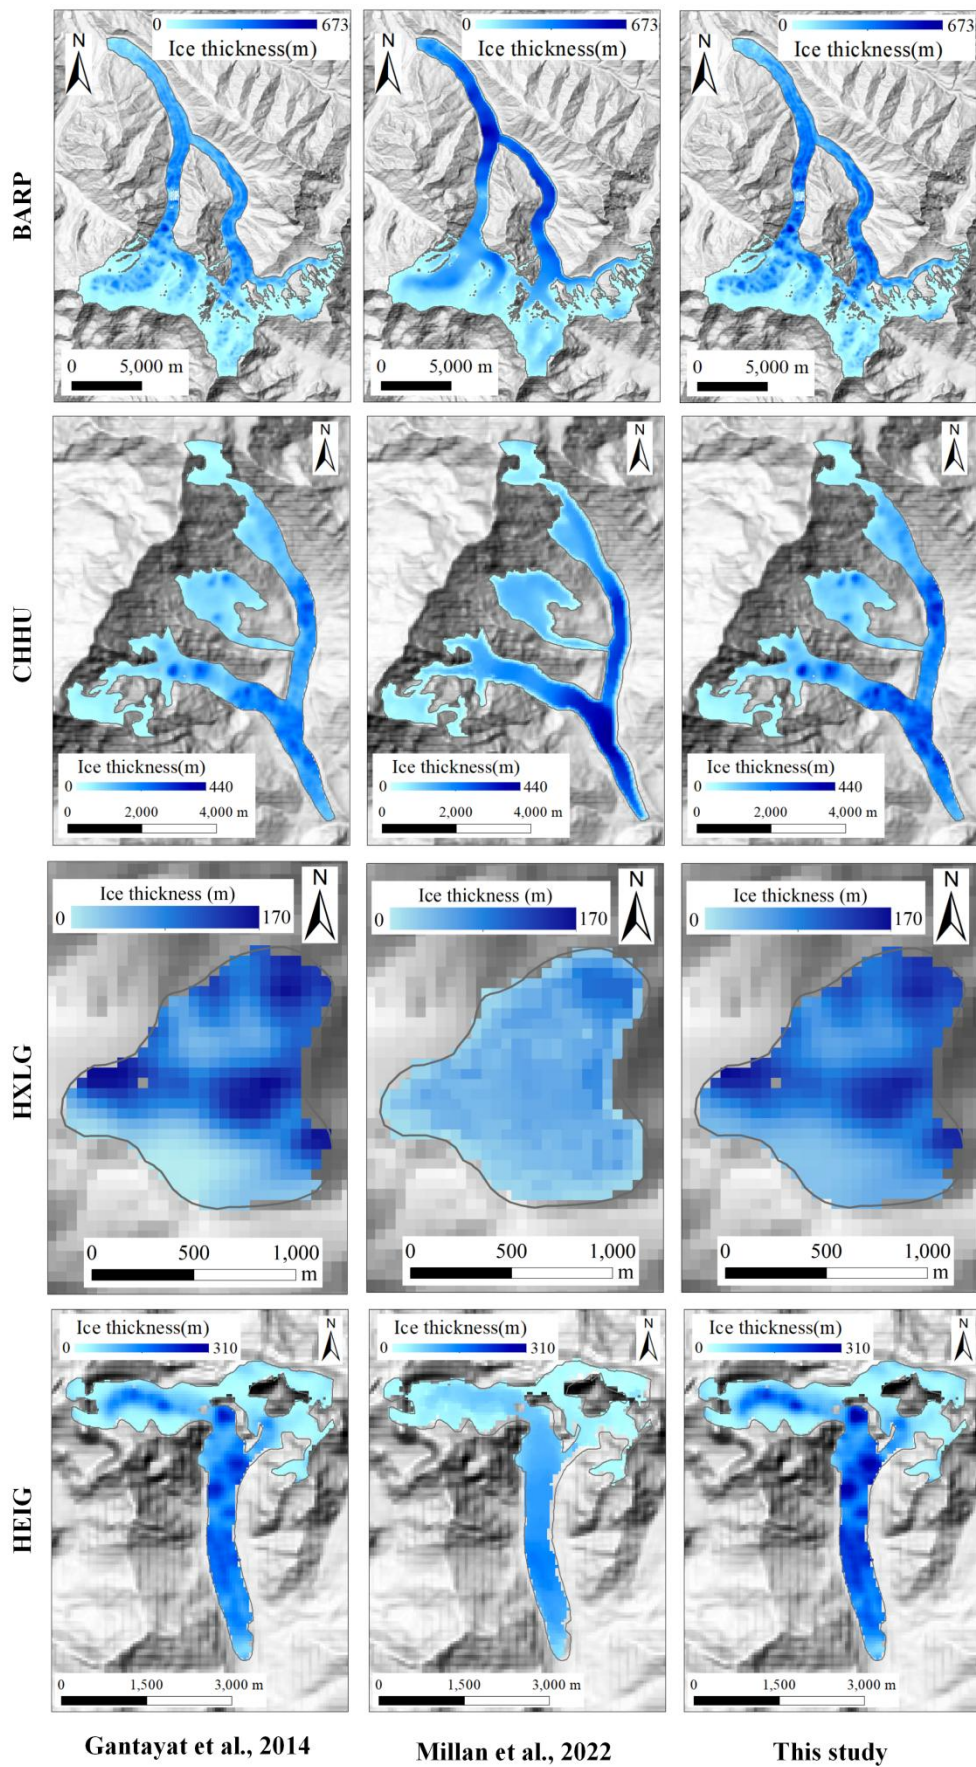 0 673
Ice thickness(m)
N
0 673
Ice thickness(m)
N
0 673
Ice thickness(m)
N
BARP
0 5,000 m
0 5,000 m
0 5,000 m
N
N
N
CHHU
Ice thickness(m)
0 440
0 2,000 4,000 m
Ice thickness(m)
0 440
0 2,000 4,000 m
Ice thickness(m)
0 440
0 2,000 4,000 m
Ice thickness (m)
0 170
N
Ice thickness (m)
0 170
N
Ice thickness (m)
0 170
N
HXLG
0 500 1,000
m
0 500 1,000
m
0 500 1,000
m
Ice thickness(m)
0 310
N
Ice thickness(m)
0 310
N
Ice thickness(m)
0 310
N
HEIG
0 1,500 3,000 m
0 1,500 3,000 m
0 1,500 3,000 m
Gantayat et al., 2014
Millan et al., 2022
This study